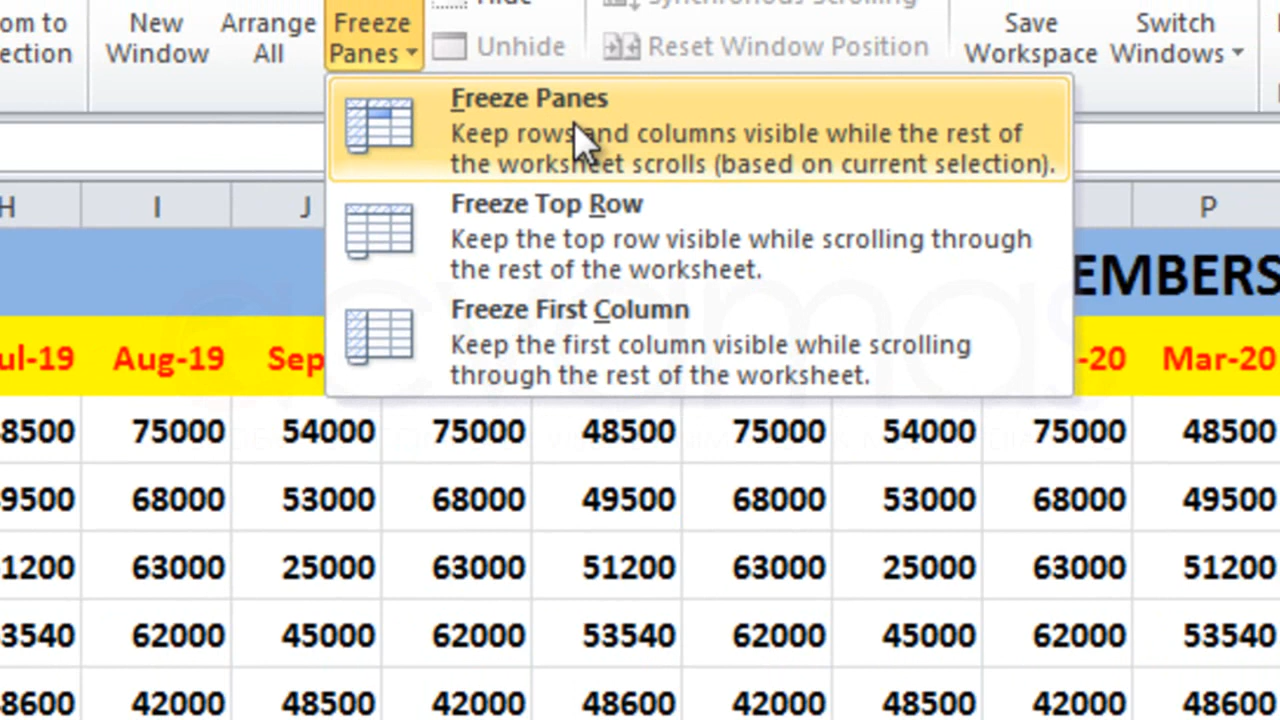 om to
ection
New
Window
Arrange
All
Freeze
Panes
Hide
Unhide
Synchronous Scrolling
Reset Window Position
Save
Workspace
Switch
Windows
Freeze Panes
Keep rows and columns visible while the rest of
the worksheet scrolls (based on current selection).
Freeze Top Row
Keep the top row visible while scrolling through
the rest of the worksheet.
Freeze First Column
Keep the first column visible while scrolling
through the rest of the worksheet.
H I J P
EMBERS
ul-19 Aug-19 Sep -20 Mar-20
8500 75000 54000 75000 48500 75000 54000 75000 48500
9500 68000 53000 68000 49500 68000 53000 68000 49500
1200 63000 25000 63000 51200 63000 25000 63000 51200
3540 62000 45000 62000 53540 62000 45000 62000 53540
8600 42000 48500 42000 48600 42000 48500 42000 48600